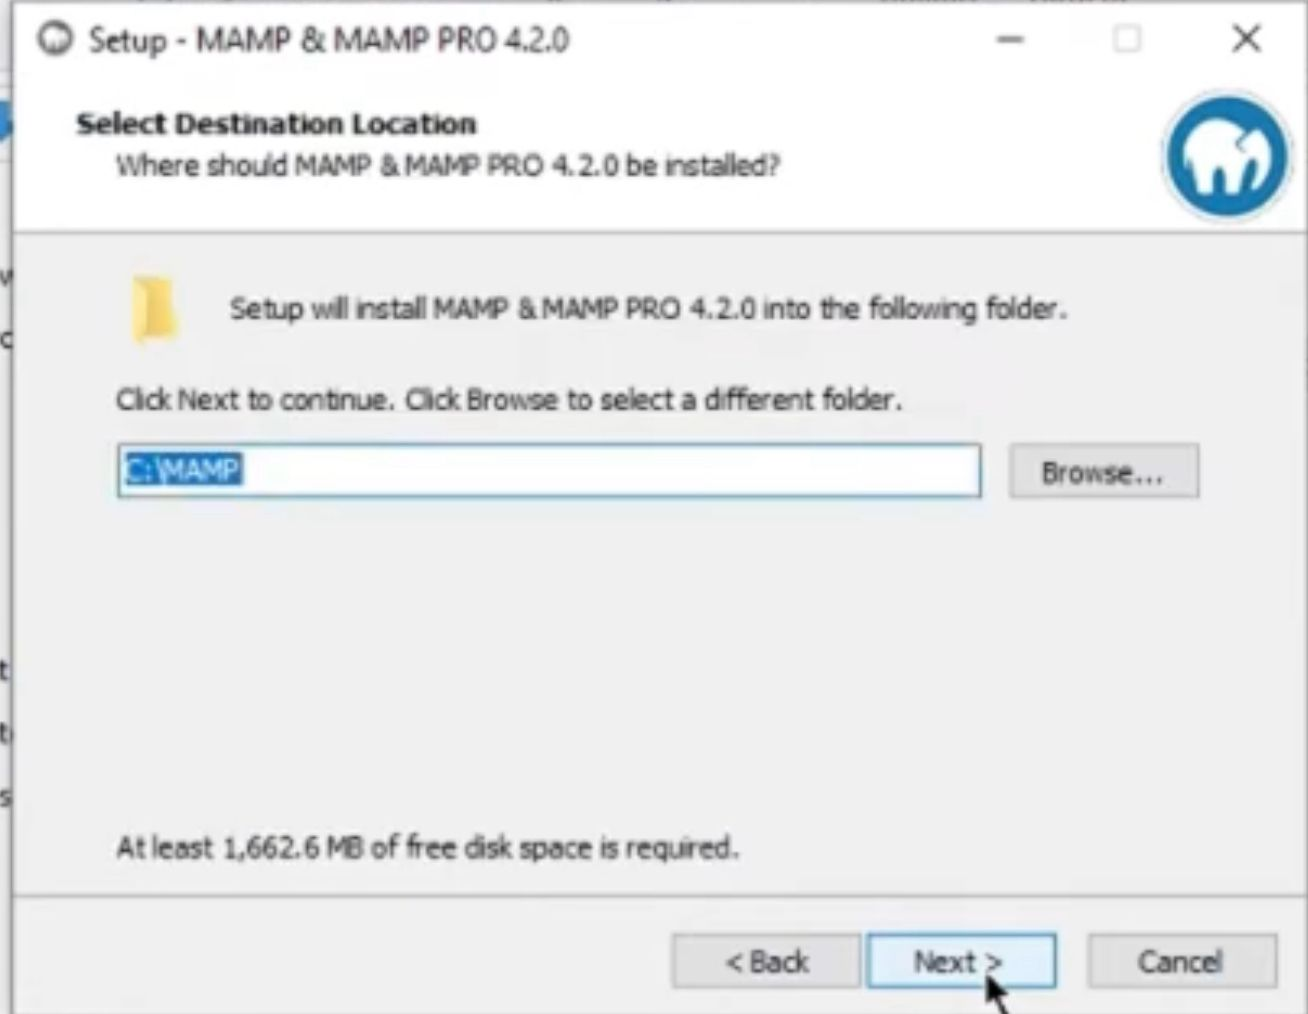 Setup - MAMP & MAMP PRO 4.2.0
Select Destination Location
Where should MAMP & MAMP PRO 4.2.0 be installed?
Setup will install MAMP & MAMP PRO 4.2.0 into the following folder.
Click Next to continue. Click Browse to select a different folder.
C:\MAMP
Browse...
At least 1,662.6 MB of free disk space is required.
< Back
Next >
Cancel